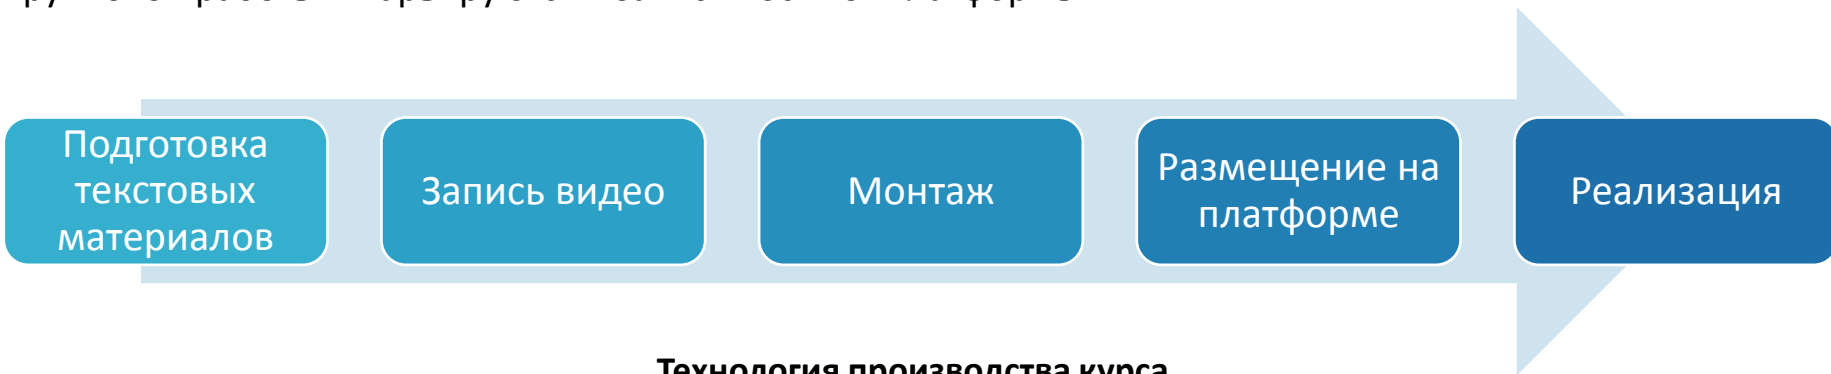 Подготовка
текстовых
материалов
Запись видео
Монтаж
Размещение на
платформе
Реализация
Технология производства курса